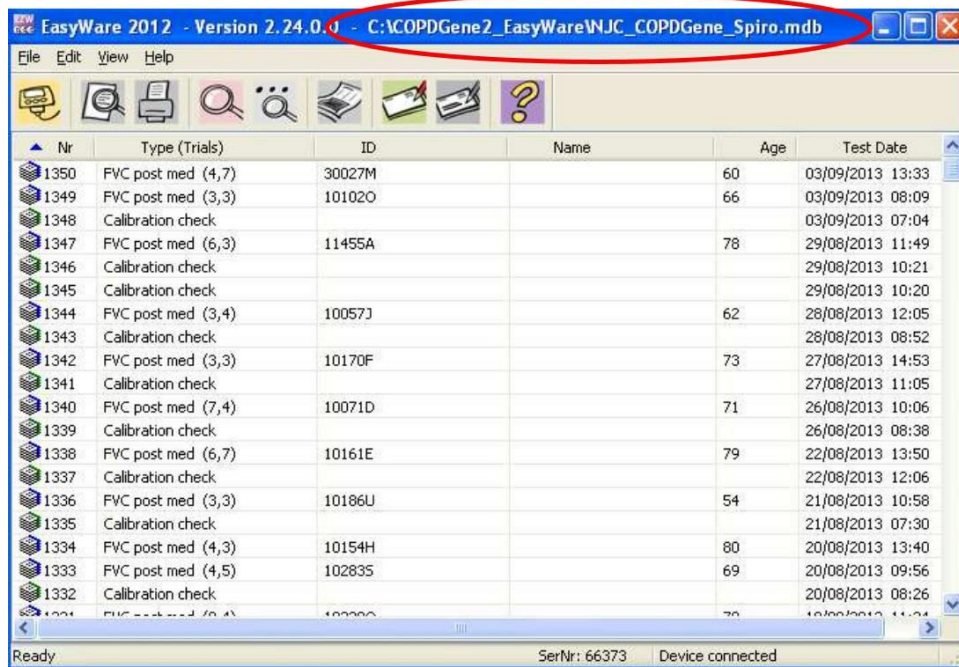 EasyWare 2012 - Version 2.24.0.0 - C:\COPDGene2_EasyWare\NJC_COPDGene_Spiro.mdb
File Edit View Help
Nr Type (Trials) ID Name Age Test Date
1350 FVC post med (4,7) 30027M 60 03/09/2013 13:33
1349 FVC post med (3,3) 10102O 66 03/09/2013 08:09
1348 Calibration check 03/09/2013 07:04
1347 FVC post med (6,3) 11455A 78 29/08/2013 11:49
1346 Calibration check 29/08/2013 10:21
1345 Calibration check 29/08/2013 10:20
1344 FVC post med (3,4) 10057J 62 28/08/2013 12:05
1343 Calibration check 28/08/2013 08:52
1342 FVC post med (3,3) 10170F 73 27/08/2013 14:53
1341 Calibration check 27/08/2013 11:05
1340 FVC post med (7,4) 10071D 71 26/08/2013 10:06
1339 Calibration check 26/08/2013 08:38
1338 FVC post med (6,7) 10161E 79 22/08/2013 13:50
1337 Calibration check 22/08/2013 12:06
1336 FVC post med (3,3) 10186U 54 21/08/2013 10:58
1335 Calibration check 21/08/2013 07:30
1334 FVC post med (4,3) 10154H 80 20/08/2013 13:40
1333 FVC post med (4,5) 10283S 69 20/08/2013 09:56
1332 Calibration check 20/08/2013 08:26
Ready SerNr: 66373 Device connected